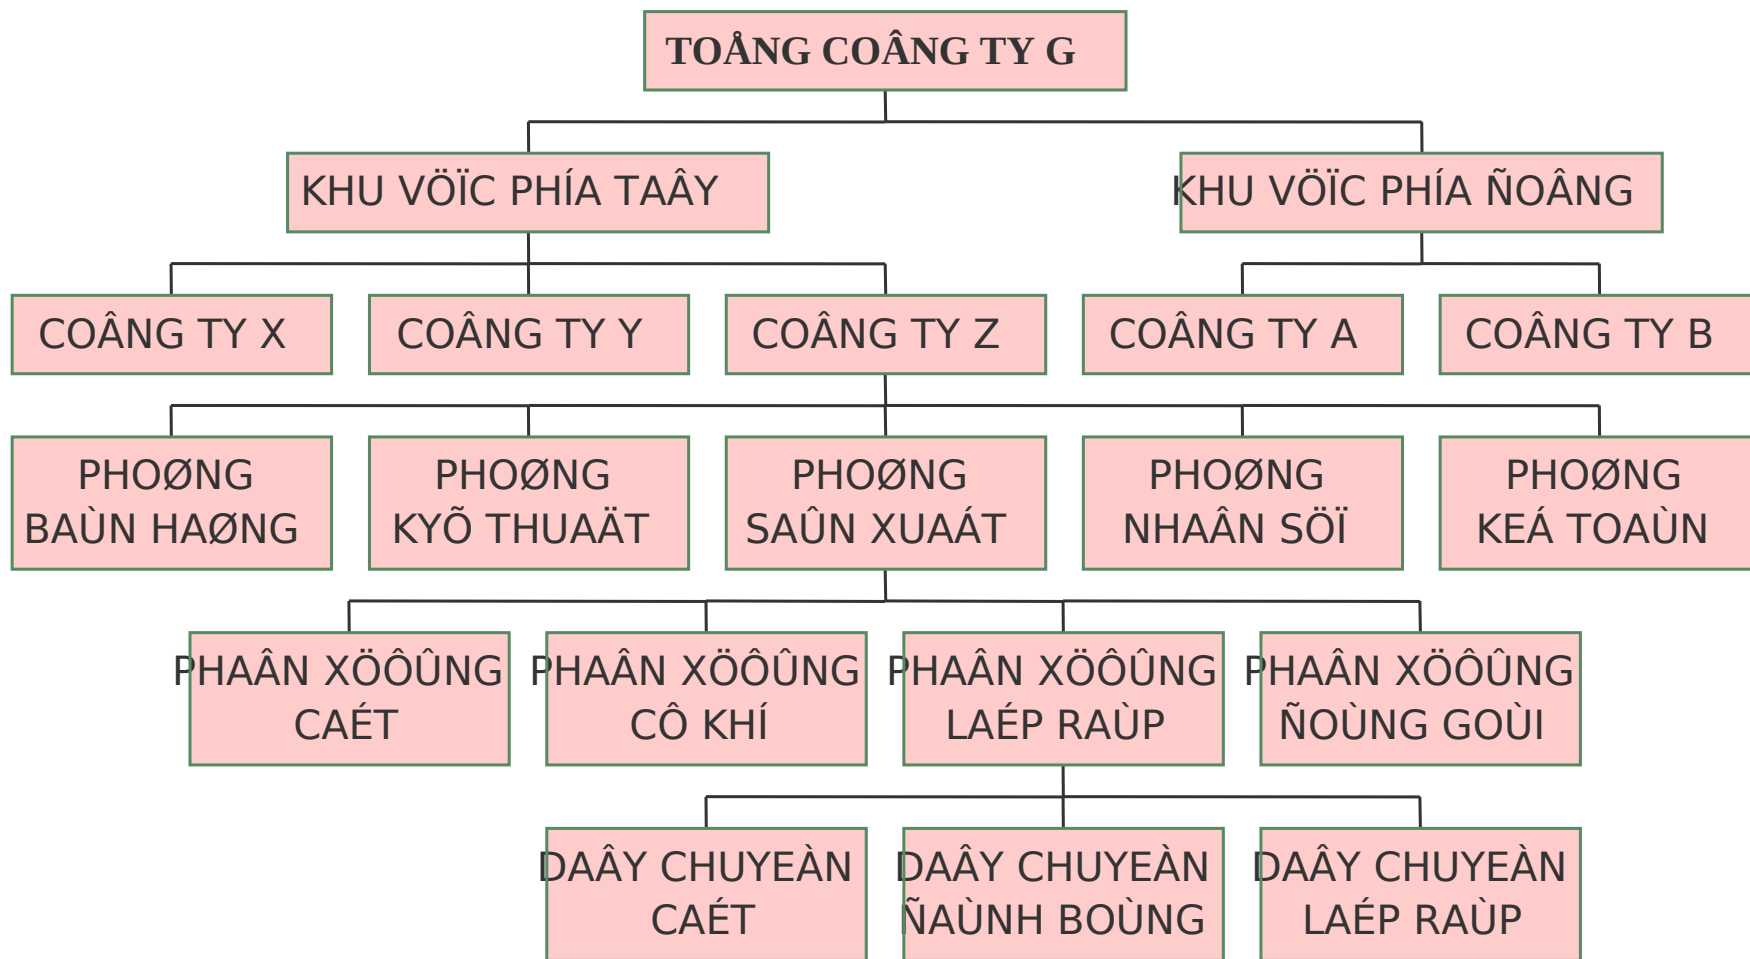 TOÅNG COÂNG TY G
KHU VÖÏC PHÍA TAÂY
KHU VÖÏC PHÍA ÑOÂNG
COÂNG TY X
COÂNG TY Y
COÂNG TY Z
COÂNG TY A
COÂNG TY B
PHOØNG
BAÙN HAØNG
PHOØNG
KYÕ THUAÄT
PHOØNG
SAÛN XUAÁT
PHOØNG
NHAÂN SÖÏ
PHOØNG
KEÁ TOAÙN
PHAÂN XÖÔÛNG
CAÉT
PHAÂN XÖÔÛNG
CÔ KHÍ
PHAÂN XÖÔÛNG
LAÉP RAÙP
PHAÂN XÖÔÛNG
ÑOÙNG GOÙI
DAÂY CHUYEÀN
CAÉT
DAÂY CHUYEÀN
ÑAÙNH BOÙNG
DAÂY CHUYEÀN
LAÉP RAÙP